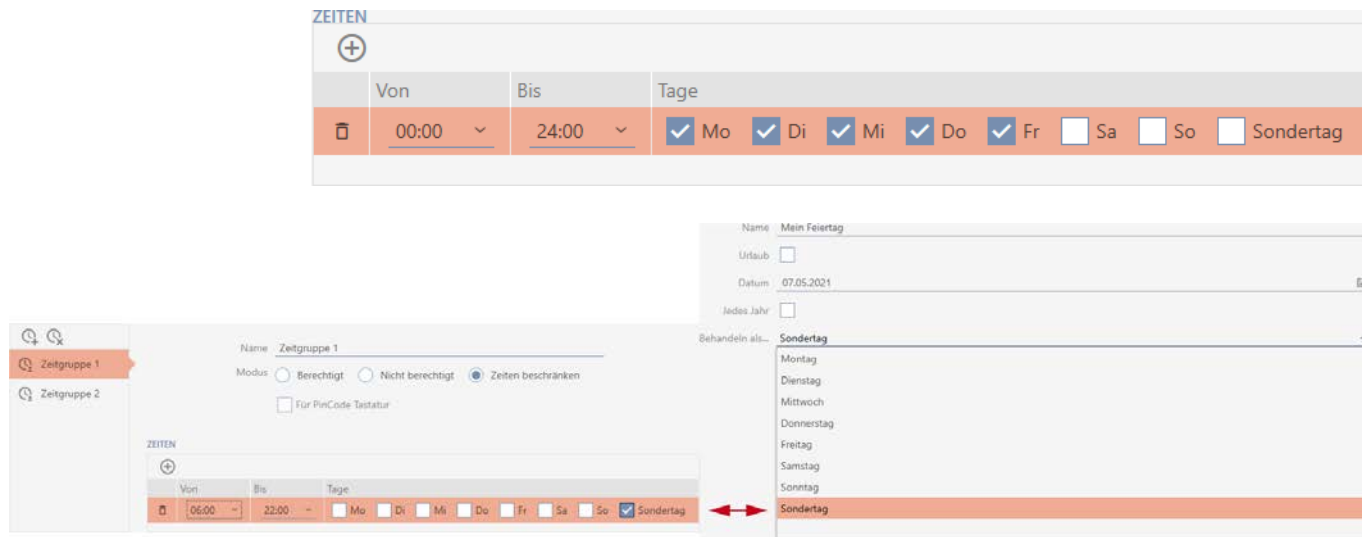 ZEITEN
Von Bis Tage
00:00 24:00 Mo Di Mi Do Fr Sa So Sondertag
Name Mein Feiertag
Urlaub
Datum 07.05.2021
Jedes Jahr
Behandeln als... Sondertag
Montag
Dienstag
Mittwoch
Donnerstag
Freitag
Samstag
Sonntag
Sondertag
Zeitgruppe 1
Zeitgruppe 2
Name Zeitgruppe 1
Modus Berechtigt Nicht berechtigt Zeiten beschränken
Für PinCode Tastatur
ZEITEN
Von Bis Tage
06:00 22:00 Mo Di Mi Do Fr Sa So Sondertag